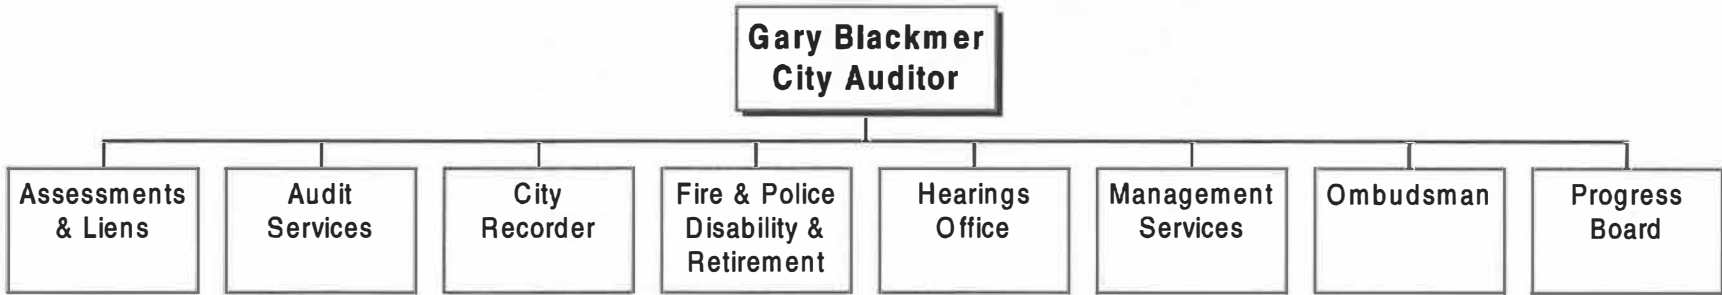 Gary Blackmer
City Auditor
Assessments
& Liens
Audit
Services
City
Recorder
Fire & Police
Disability &
Retirement
Hearings
Office
Management
Services
Ombudsman
Progress
Board